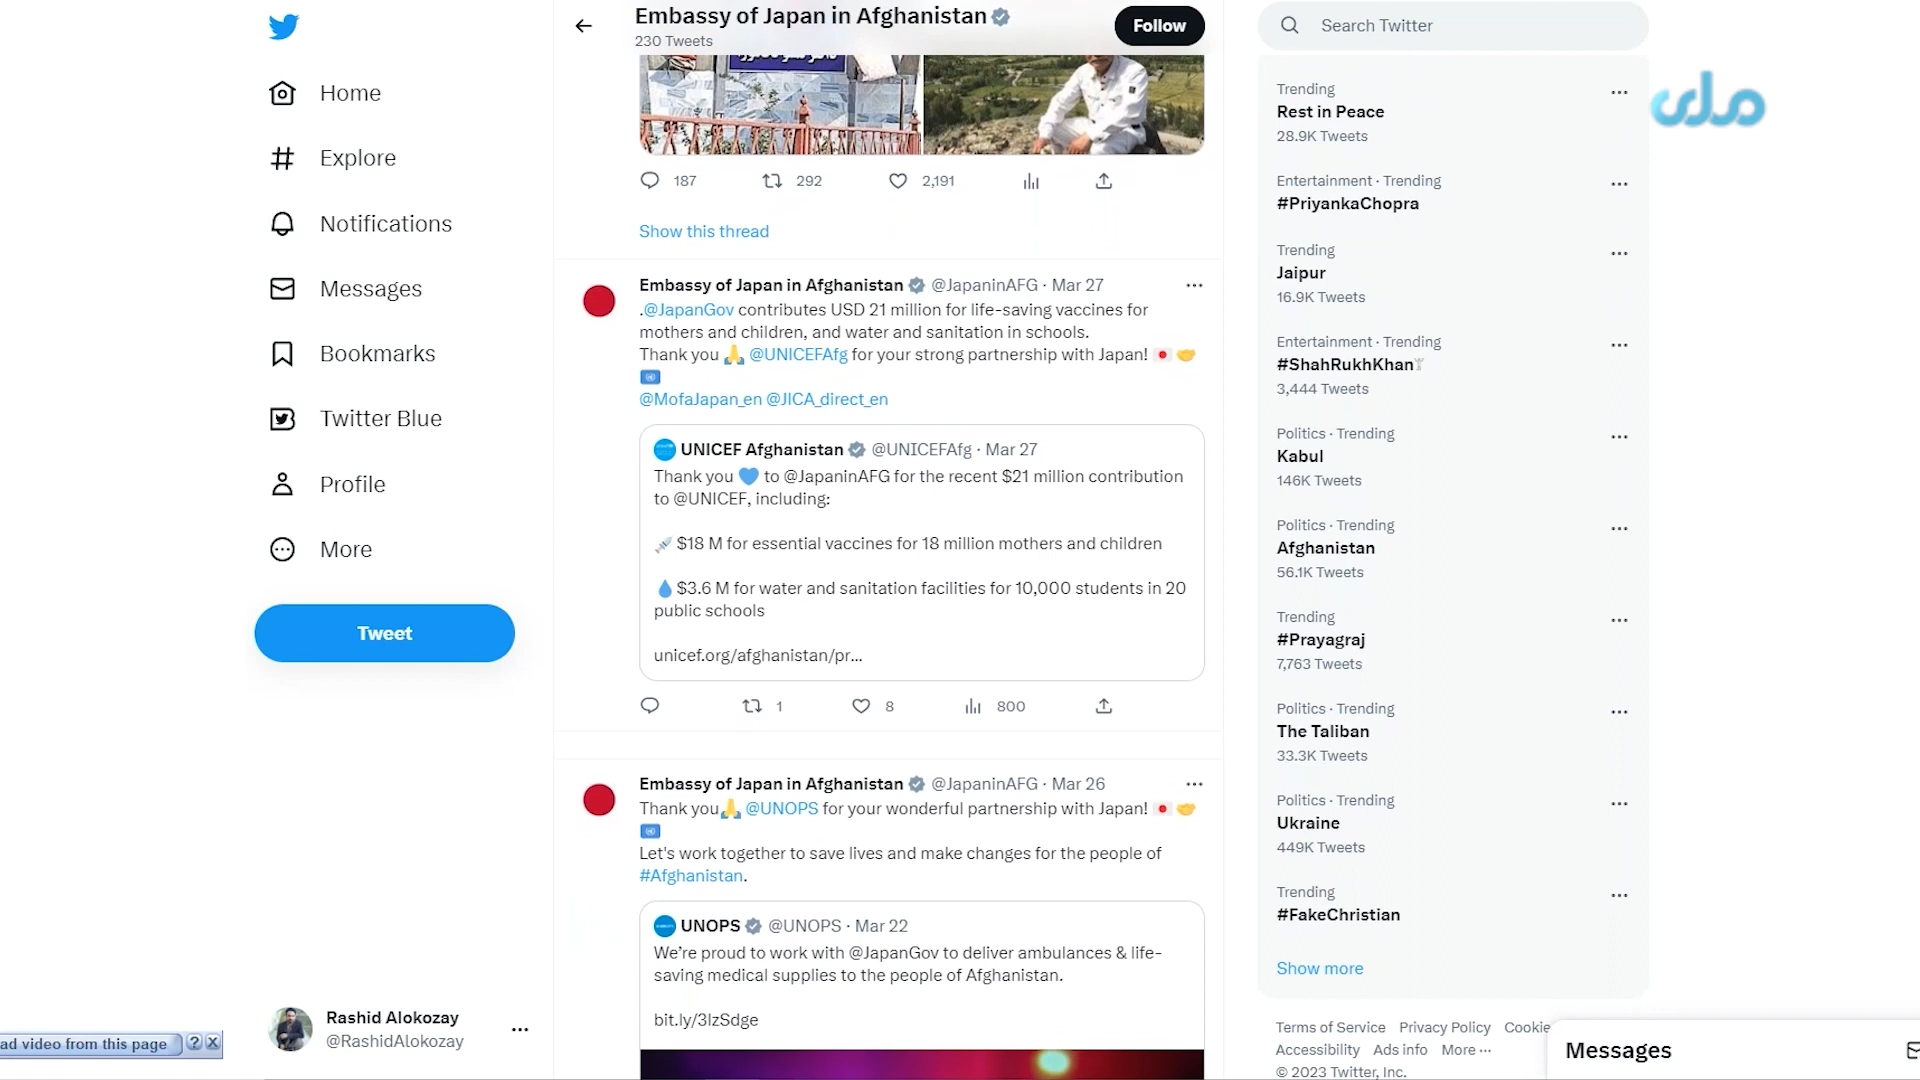 Home
Explore
Notifications
Messages
Bookmarks
Twitter Blue
Profile
More
Tweet
Rashid Alokozay
@RashidAlokozay
ad video from this page
Embassy of Japan in Afghanistan
230 Tweets
Follow
187 292 2,191
Show this thread
Embassy of Japan in Afghanistan @JapaninAFG · Mar 27
.@JapanGov contributes USD 21 million for life-saving vaccines for
mothers and children, and water and sanitation in schools.
Thank you 🙏 @UNICEFAfg for your strong partnership with Japan! 🇯🇵 🤝
🇺🇳
@MofaJapan_en @JICA_direct_en
UNICEF Afghanistan @UNICEFAfg · Mar 27
Thank you 💙 to @JapaninAFG for the recent $21 million contribution
to @UNICEF, including:
💉 $18 M for essential vaccines for 18 million mothers and children
💧 $3.6 M for water and sanitation facilities for 10,000 students in 20
public schools
unicef.org/afghanistan/pr...
1 8 800
Embassy of Japan in Afghanistan @JapaninAFG · Mar 26
Thank you🙏 @UNOPS for your wonderful partnership with Japan! 🇯🇵 🤝
🇺🇳
Let's work together to save lives and make changes for the people of
#Afghanistan.
UNOPS @UNOPS · Mar 22
We're proud to work with @JapanGov to deliver ambulances & life-
saving medical supplies to the people of Afghanistan.
bit.ly/3lzSdge
Search Twitter
Trending
Rest in Peace
28.9K Tweets
Entertainment · Trending
#PriyankaChopra
Trending
Jaipur
16.9K Tweets
Entertainment · Trending
#ShahRukhKhan
3,444 Tweets
Politics · Trending
Kabul
146K Tweets
Politics · Trending
Afghanistan
56.1K Tweets
Trending
#Prayagraj
7,763 Tweets
Politics · Trending
The Taliban
33.3K Tweets
Politics · Trending
Ukraine
449K Tweets
Trending
#FakeChristian
Show more
Terms of Service Privacy Policy Cookie
Accessibility Ads info More ...
© 2023 Twitter, Inc.
Messages